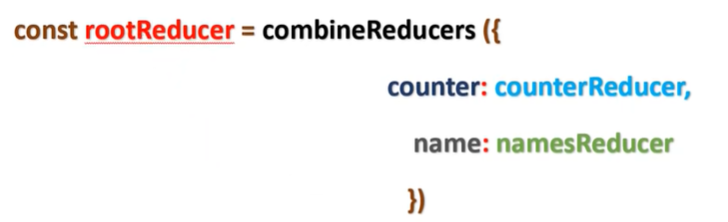 const rootReducer = combineReducers ({
counter: counterReducer,
name: namesReducer
})